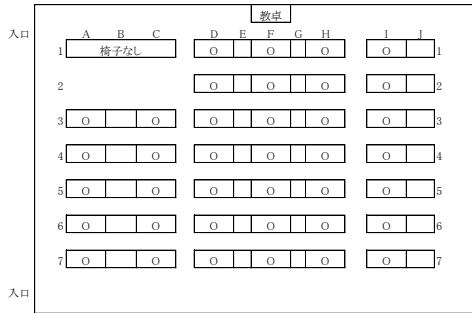 教卓
入口
A B C D E F G H I J
1 椅子なし O O O O 1
2 O O O O 2
3 O O O O O O 3
4 O O O O O O 4
5 O O O O O O 5
6 O O O O O O 6
7 O O O O O O 7
入口